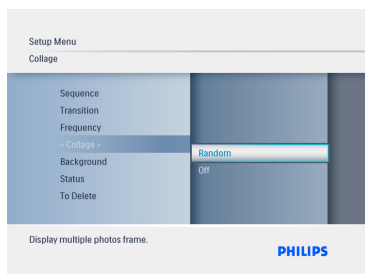 Setup Menu
Collage
Sequence
Transition
Frequency
< Collage >
Random
Background
Off
Status
To Delete
Display multiple photos frame.
PHILIPS